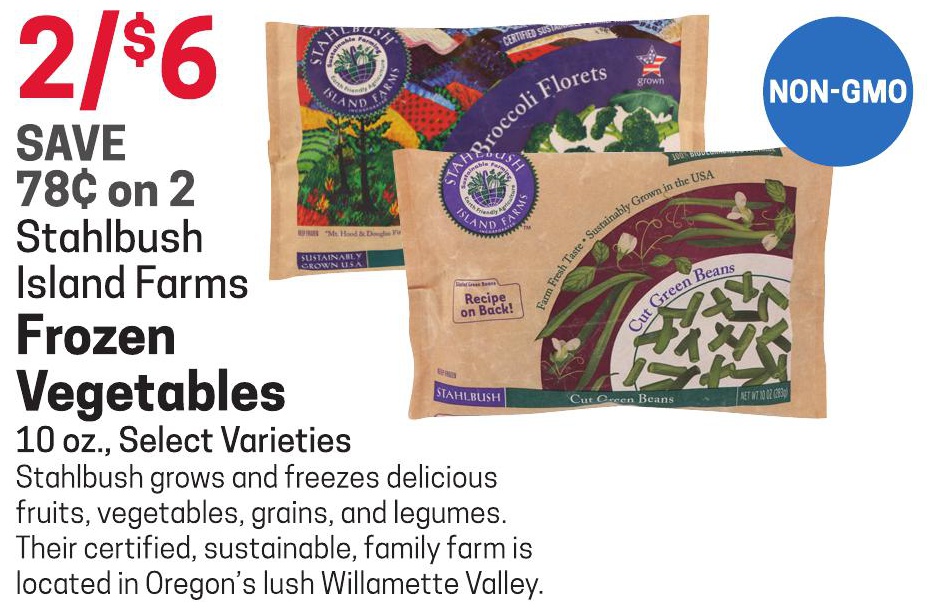 2/$6
SAVE
78¢ on 2
Stahlbush
Island Farms
Frozen
Vegetables
10 oz., Select Varieties
Stahlbush grows and freezes delicious
fruits, vegetables, grains, and legumes.
Their certified, sustainable, family farm is
located in Oregon's lush Willamette Valley.
STAHLBUSH
Sustainable Farming
Earth Friendly Agriculture
ISLAND FARMS
CERTIFIED
Broccoli Florets
grown
"Mt. Hood & Douglas
SUSTAINABLY
GROWN U.S.A.
NON-GMO
STAHLBUSH
Sustainable Farming
Earth Friendly Agriculture
ISLAND FARMS
TM
Farm Fresh Taste • Sustainably Grown in the USA
Cut Green Beans
Recipe
on Back!
STAHLBUSH
Cut Green Beans
NET WT 10 OZ (283g)